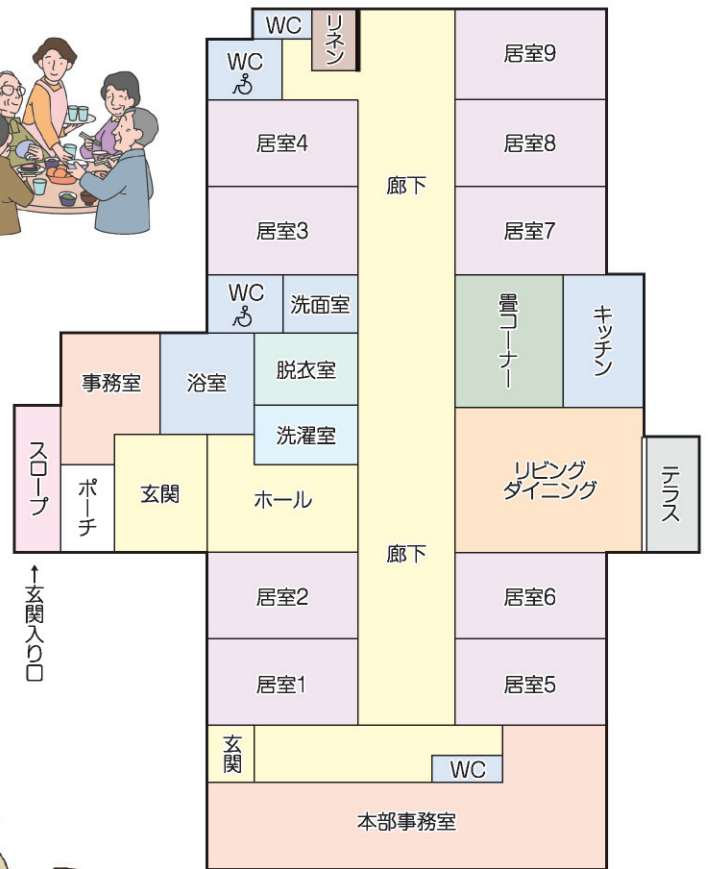 WC
リネン
WC
居室9
居室4
居室8
廊下
居室3
居室7
WC
洗面室
畳コーナー
キッチン
事務室
浴室
脱衣室
洗濯室
スロープ
ポーチ
玄関
ホール
リビング
ダイニング
テラス
廊下
↑玄関入り口
居室2
居室6
居室1
居室5
玄関
WC
本部事務室